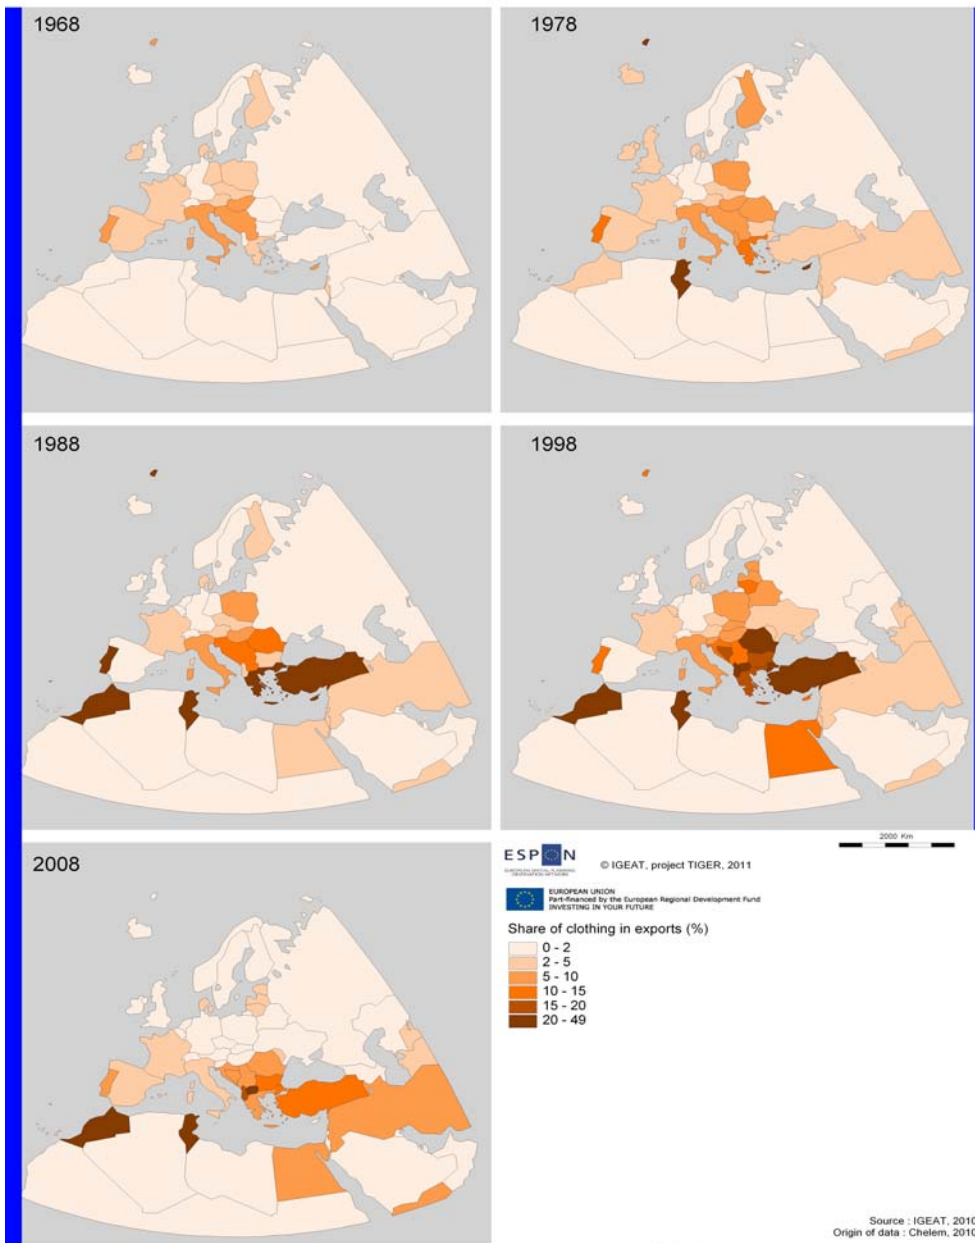 1968
1978
1988
1998
2008
2000 Km
ESPON
© IGEAT, project TIGER, 2011
EUROPEAN UNION
Part-financed by the European Regional Development Fund
INVESTING IN YOUR FUTURE
Share of clothing in exports (%)
0 - 2
2 - 5
5 - 10
10 - 15
15 - 20
20 - 49
Source : IGEAT, 2010
Origin of data : Chelem, 2010